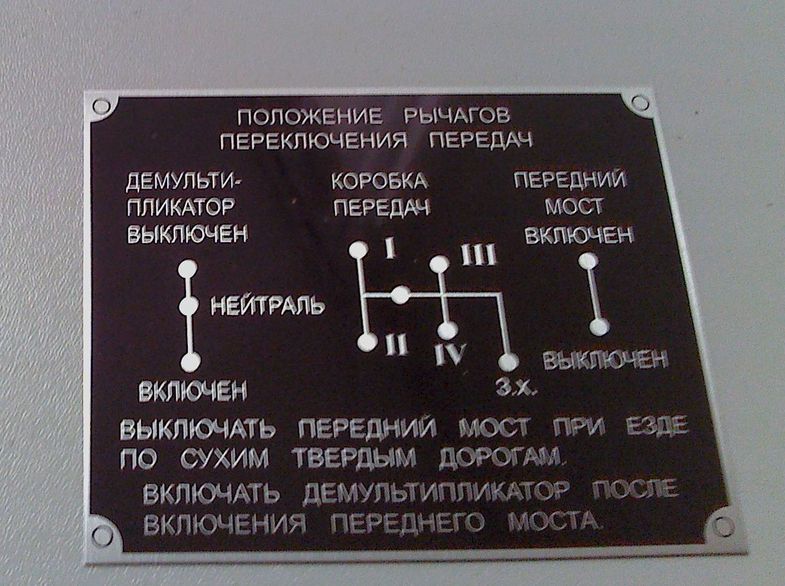 ПОЛОЖЕНИЕ РЫЧАГОВ
ПЕРЕКЛЮЧЕНИЯ ПЕРЕДАЧ
ДЕМУЛЬТИ-
ПЛИКАТОР
ВЫКЛЮЧЕН
НЕЙТРАЛЬ
ВКЛЮЧЕН
КОРОБКА
ПЕРЕДАЧ
I
III
II
IV
З.Х.
ПЕРЕДНИЙ
МОСТ
ВКЛЮЧЕН
ВЫКЛЮЧЕН
ВЫКЛЮЧАТЬ ПЕРЕДНИЙ МОСТ ПРИ ЕЗДЕ
ПО СУХИМ ТВЕРДЫМ ДОРОГАМ.
ВКЛЮЧАТЬ ДЕМУЛЬТИПЛИКАТОР ПОСЛЕ
ВКЛЮЧЕНИЯ ПЕРЕДНЕГО МОСТА.